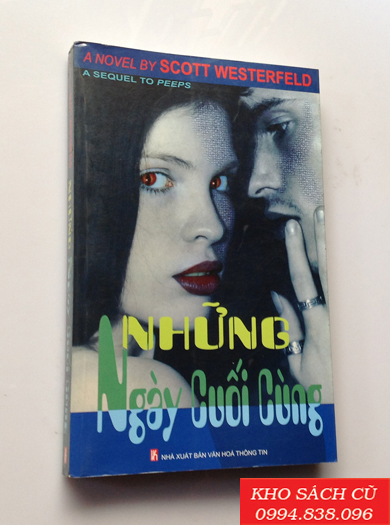 A NOVEL BY SCOTT WESTERFELD
A SEQUEL TO PEEPS
NHỮNG
Ngày Cuối Cùng
NHÀ XUẤT BẢN VĂN HOÁ THÔNG TIN
KHO SÁCH CŨ
0994.838.096